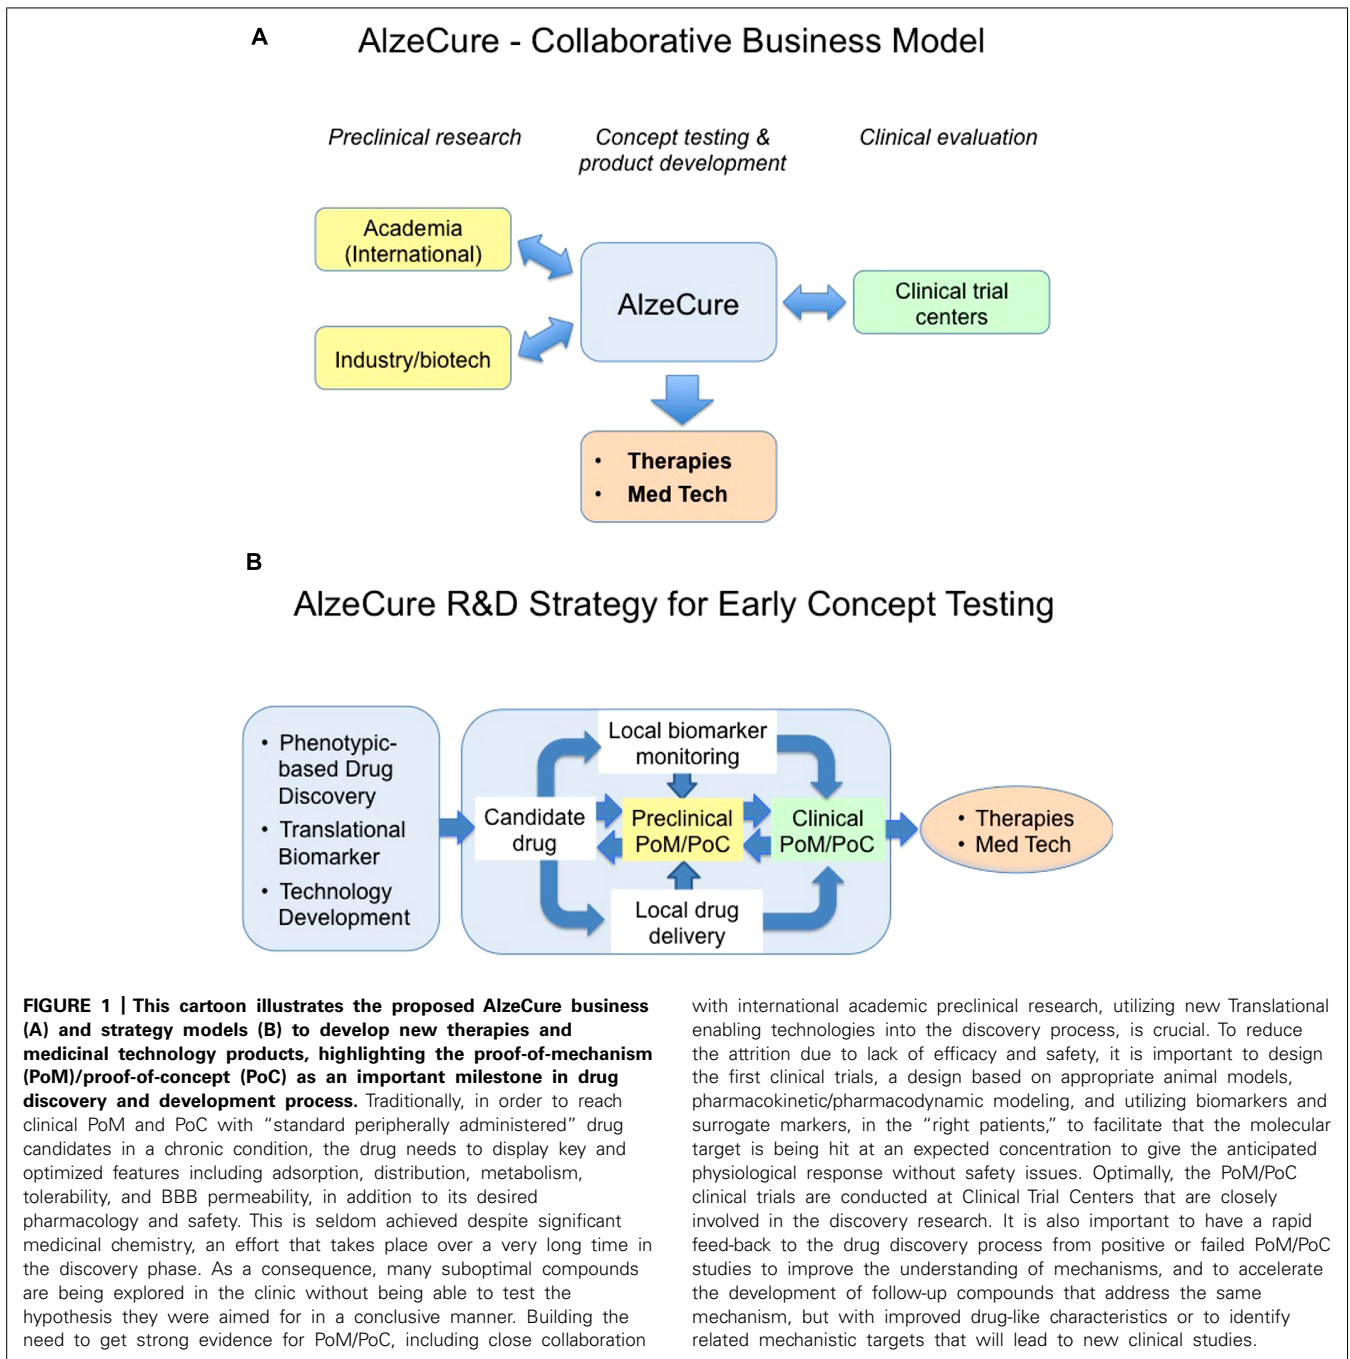 A
AlzeCure - Collaborative Business Model
Preclinical research
Concept testing &
product development
Clinical evaluation
Academia
(International)
Industry/biotech
AlzeCure
Clinical trial
centers
• Therapies
• Med Tech
B
AlzeCure R&D Strategy for Early Concept Testing
• Phenotypic-
based Drug
Discovery
• Translational
Biomarker
• Technology
Development
Candidate
drug
Local biomarker
monitoring
Preclinical
PoM/PoC
Clinical
PoM/PoC
Local drug
delivery
• Therapies
• Med Tech
FIGURE 1 | This cartoon illustrates the proposed AlzeCure business
(A) and strategy models (B) to develop new therapies and
medicinal technology products, highlighting the proof-of-mechanism
(PoM)/proof-of-concept (PoC) as an important milestone in drug
discovery and development process. Traditionally, in order to reach
clinical PoM and PoC with “standard peripherally administered” drug
candidates in a chronic condition, the drug needs to display key and
optimized features including adsorption, distribution, metabolism,
tolerability, and BBB permeability, in addition to its desired
pharmacology and safety. This is seldom achieved despite significant
medicinal chemistry, an effort that takes place over a very long time in
the discovery phase. As a consequence, many suboptimal compounds
are being explored in the clinic without being able to test the
hypothesis they were aimed for in a conclusive manner. Building the
need to get strong evidence for PoM/PoC, including close collaboration
with international academic preclinical research, utilizing new Translational
enabling technologies into the discovery process, is crucial. To reduce
the attrition due to lack of efficacy and safety, it is important to design
the first clinical trials, a design based on appropriate animal models,
pharmacokinetic/pharmacodynamic modeling, and utilizing biomarkers and
surrogate markers, in the “right patients,” to facilitate that the molecular
target is being hit at an expected concentration to give the anticipated
physiological response without safety issues. Optimally, the PoM/PoC
clinical trials are conducted at Clinical Trial Centers that are closely
involved in the discovery research. It is also important to have a rapid
feed-back to the drug discovery process from positive or failed PoM/PoC
studies to improve the understanding of mechanisms, and to accelerate
the development of follow-up compounds that address the same
mechanism, but with improved drug-like characteristics or to identify
related mechanistic targets that will lead to new clinical studies.